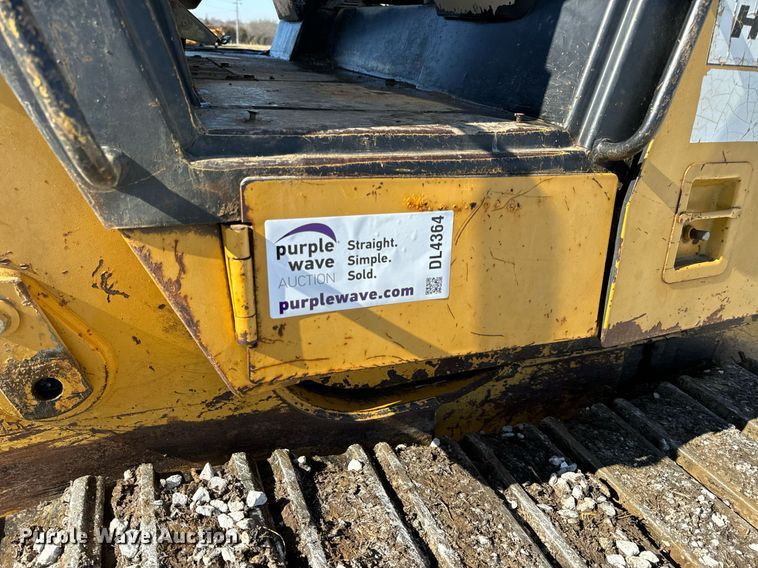 H
purple
wave
AUCTION
Straight.
Simple.
Sold.
DL4364
purplewave.com
Purple Wave Auction